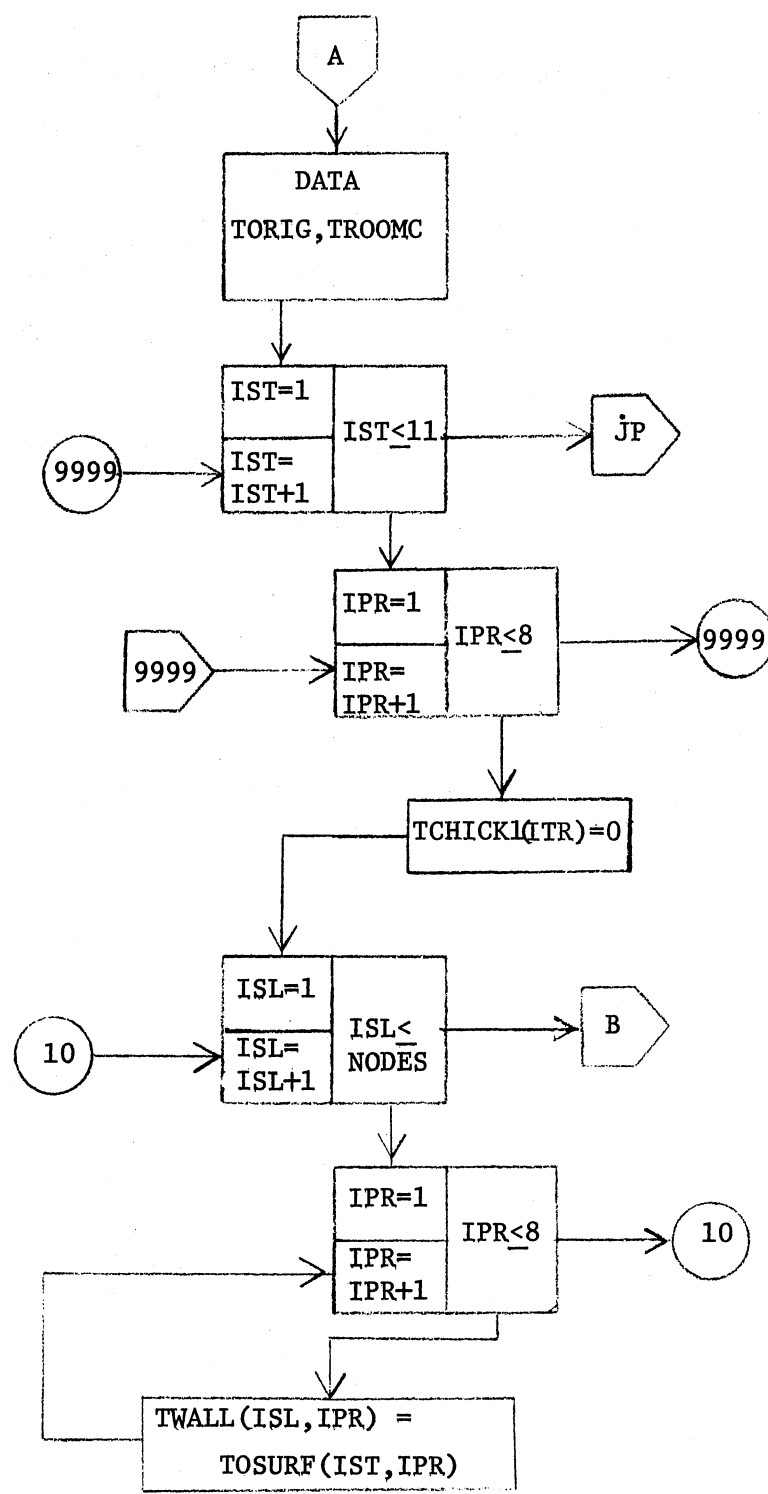 A
DATA
TORIG,TROOMC
IST=1
IST≤11
jP
9999
IST=
IST+1
IPR=1
IPR≤8
9999
9999
IPR=
IPR+1
TCHICK1(ITR)=0
ISL=1
ISL≤
NODES
B
10
ISL=
ISL+1
IPR=1
IPR≤8
10
IPR=
IPR+1
TWALL(ISL,IPR) =
TOSURF(IST,IPR)